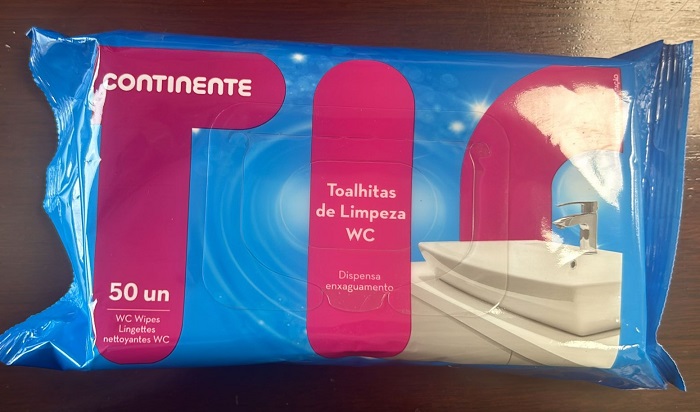 CONTINENTE
Toalhitas
de Limpeza
WC
Dispensa
enxaguamento
50 un
WC Wipes
Lingettes
nettoyantes WC